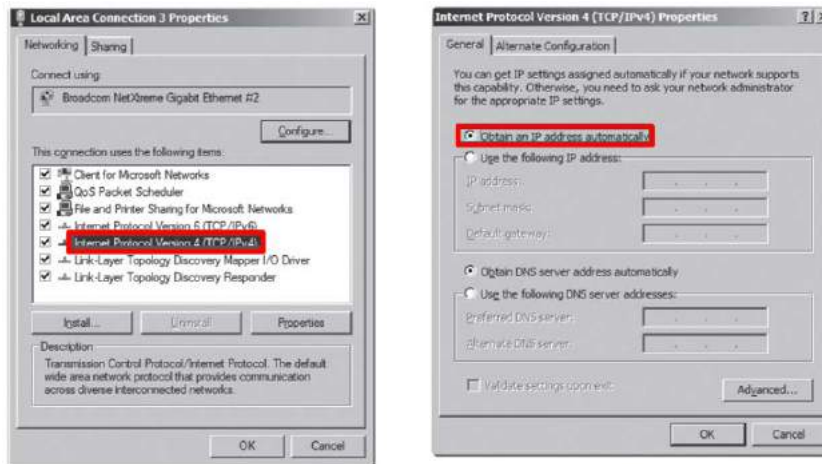 Local Area Connection 3 Properties
Networking
Sharing
Connect using:
Broadcom NetXtreme Gigabit Ethernet #2
Configure...
This connection uses the following items:
Client for Microsoft Networks
QoS Packet Scheduler
File and Printer Sharing for Microsoft Networks
Internet Protocol Version 6 (TCP/IPv6)
Internet Protocol Version 4 (TCP/IPv4)
Link-Layer Topology Discovery Mapper I/O Driver
Link-Layer Topology Discovery Responder
Install...
Uninstall
Properties
Description
Transmission Control Protocol/Internet Protocol. The default
wide area network protocol that provides communication
across diverse interconnected networks.
OK
Cancel
Internet Protocol Version 4 (TCP/IPv4) Properties
General
Alternate Configuration
You can get IP settings assigned automatically if your network supports
this capability. Otherwise, you need to ask your network administrator
for the appropriate IP settings.
Obtain an IP address automatically
Use the following IP address:
IP address:
Subnet mask:
Default gateway:
Obtain DNS server address automatically
Use the following DNS server addresses:
Preferred DNS server:
Alternate DNS server:
Validate settings upon exit
Advanced...
OK
Cancel